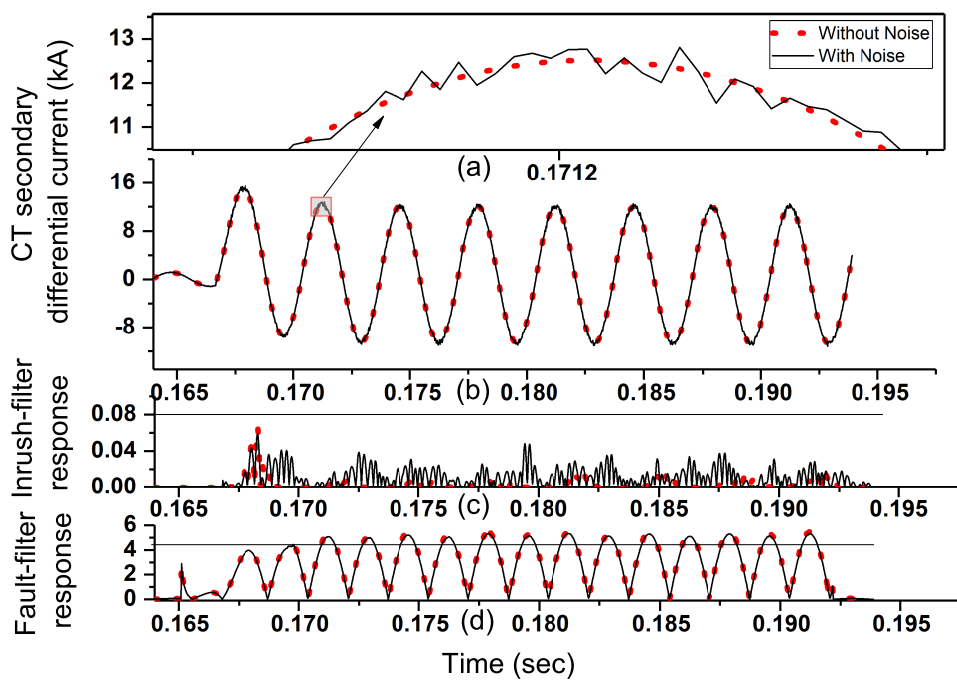 13
12
11
Without Noise
With Noise
(a)
0.1712
CT secondary
differential current (kA)
16
8
0
-8
(b)
0.165
0.170
0.175
0.180
0.185
0.190
0.195
Inrush-filter
response
0.08
0.04
0.00
(c)
0.165
0.170
0.175
0.180
0.185
0.190
0.195
Fault-filter
response
6
4
2
0
(d)
0.165
0.170
0.175
0.180
0.185
0.190
0.195
Time (sec)